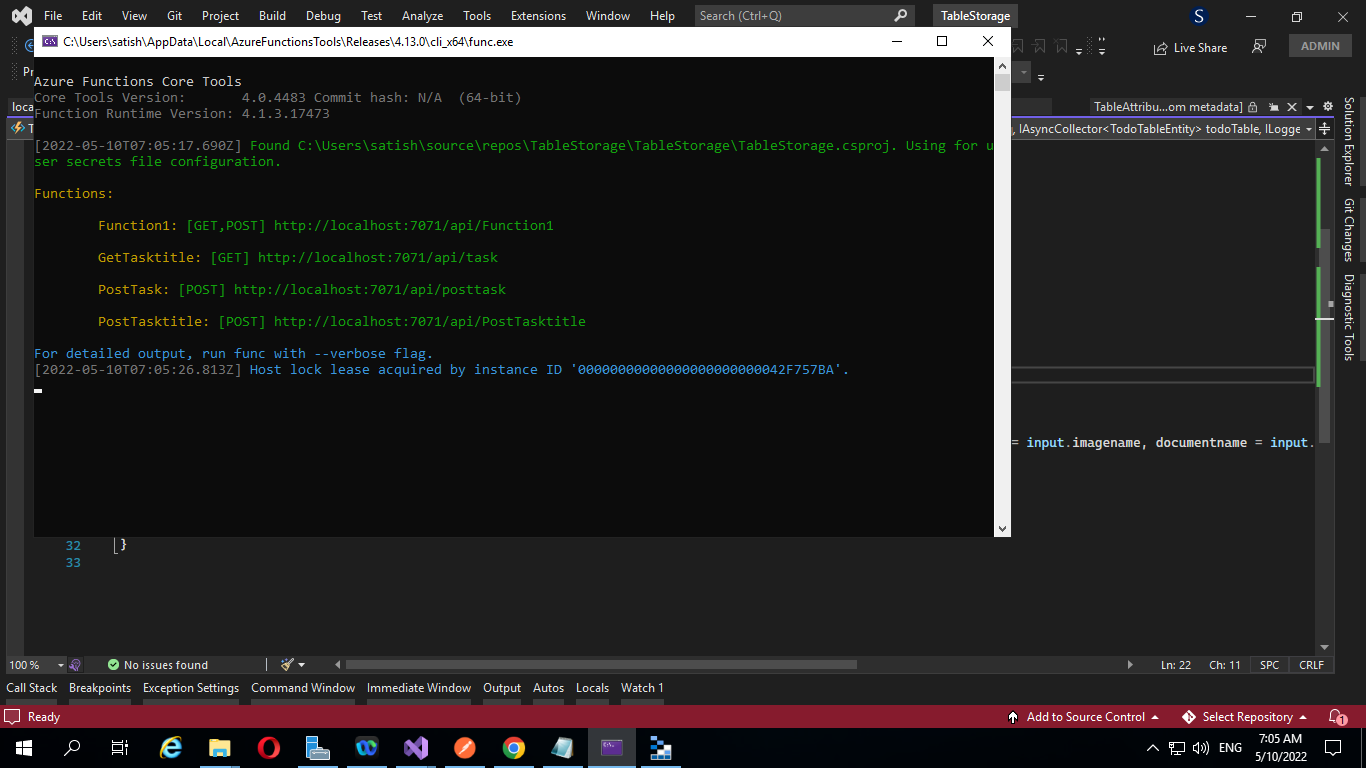 File Edit View Git Project Build Debug Test Analyze Tools Extensions Window Help Search (Ctrl+Q) TableStorage S
C:\Users\satish\AppData\Local\AzureFunctionsTools\Releases\4.13.0\cli_x64\func.exe
Live Share ADMIN
Azure Functions Core Tools
Core Tools Version: 4.0.4483 Commit hash: N/A (64-bit)
Function Runtime Version: 4.1.3.17473
TableAttribu...om metadata]
IAsyncCollector<TodoTableEntity> todoTable, ILogge
[2022-05-10T07:05:17.690Z] Found C:\Users\satish\source\repos\TableStorage\TableStorage\TableStorage.csproj. Using for u
ser secrets file configuration.
Functions:
Function1: [GET,POST] http://localhost:7071/api/Function1
GetTasktitle: [GET] http://localhost:7071/api/task
PostTask: [POST] http://localhost:7071/api/posttask
PostTasktitle: [POST] http://localhost:7071/api/PostTasktitle
For detailed output, run func with --verbose flag.
[2022-05-10T07:05:26.813Z] Host lock lease acquired by instance ID '00000000000000000000000042F757BA'.
= input.imagename, documentname = input.
32 }
33
Solution Explorer
Git Changes
Diagnostic Tools
100 % No issues found Ln: 22 Ch: 11 SPC CRLF
Call Stack Breakpoints Exception Settings Command Window Immediate Window Output Autos Locals Watch 1
Ready Add to Source Control Select Repository 1
ENG 7:05 AM
5/10/2022